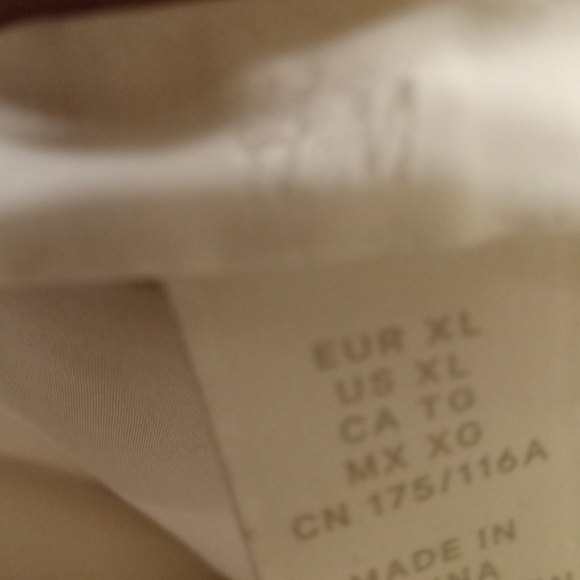 EUR XL
US XL
CA TG
MX XG
CN 175/116A
MADE IN